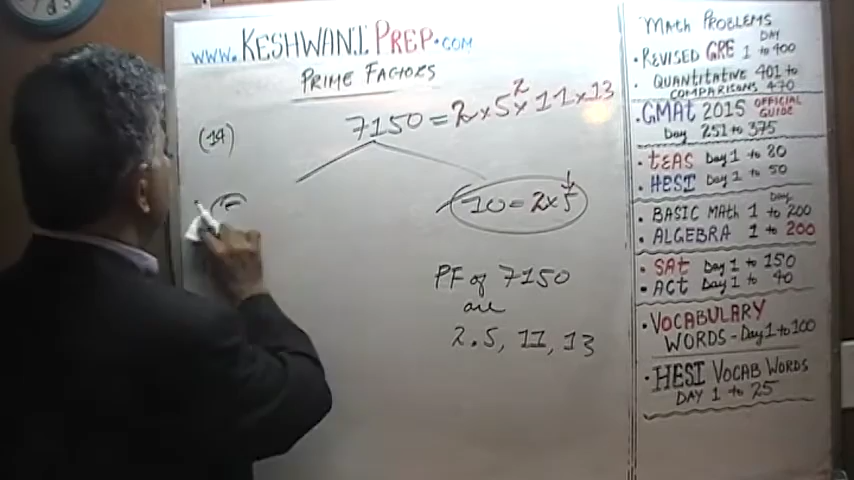 www.KESHWANI PREP.COM
PRIME FACTORS
7150 = 2 x 5² x 11 x 13
(14)
10 = 2 x 5
PF of 7150
are
2.5, 11, 13
MATH PROBLEMS
DAY
• REVISED GRE 1 to 400
• QUANTITATIVE 401 to
COMPARISONS 470
• GMAt 2015 OFFICIAL GUIDE
Day 251 to 375
• tEAS Day 1 to 80
• HESI Day 1 to 50
Day
• BASIC MAth 1 to 200
• ALGEBRA 1 to 200
• SAt Day 1 to 150
• ACt Day 1 to 40
• VOCABULARY
WORDS - Day 1 to 100
• HESI VOCAB WORDS
DAY 1 to 25